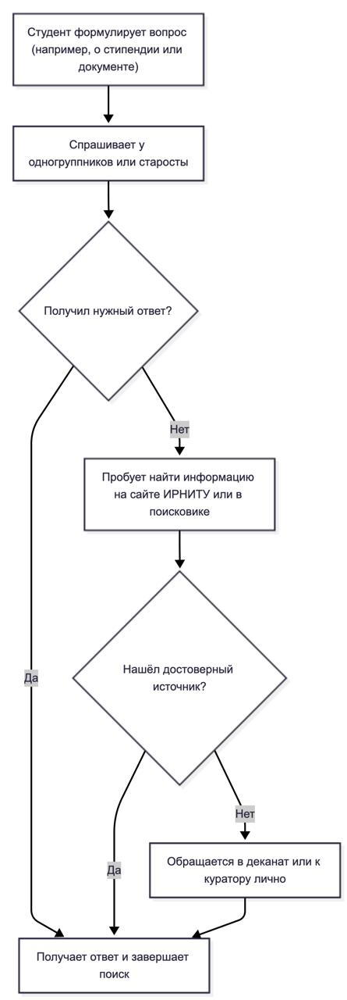 Студент формулирует вопрос
(например, о стипендии или
документе)
Спрашивает у
одногруппников или старосты
Получил нужный ответ?
Нет
Пробует найти информацию
на сайте ИРНИТУ или в
поисковике
Нашёл достоверный
источник?
Да
Нет
Да
Обращается в деканат или к
куратору лично
Получает ответ и завершает
поиск